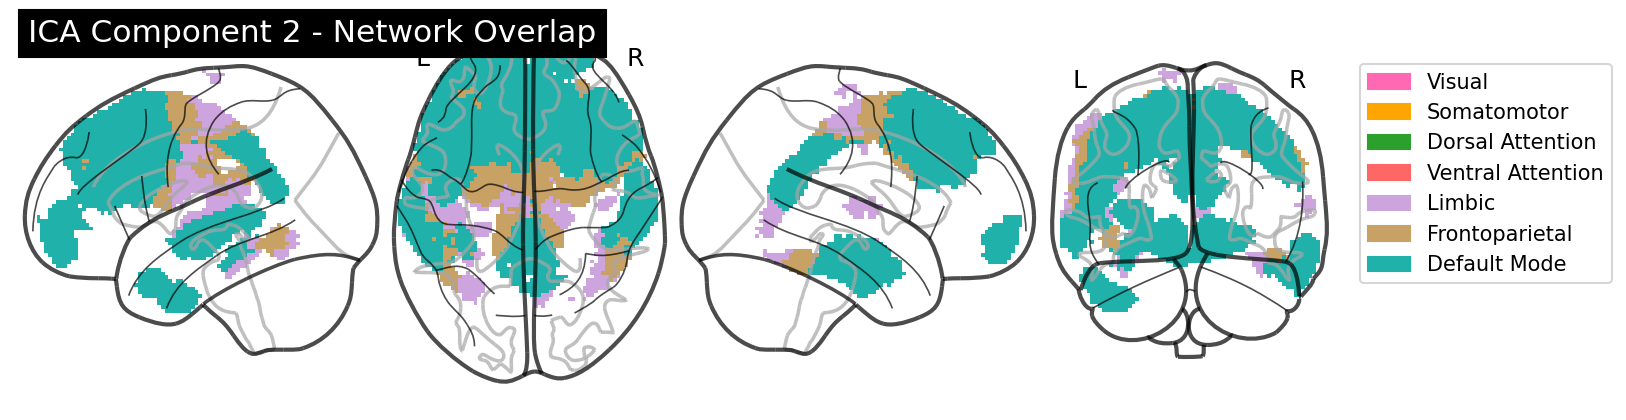 ICA Component 2 - Network Overlap
L
R
L
R
Visual
Somatomotor
Dorsal Attention
Ventral Attention
Limbic
Frontoparietal
Default Mode